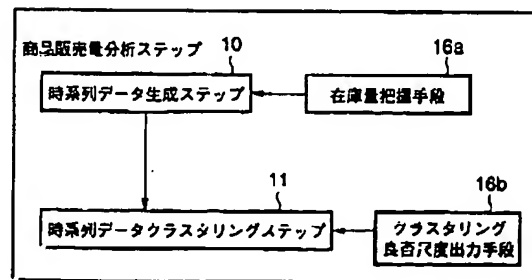 商品販売量分析ステップ
10
16a
時系列データ生成ステップ
在庫量把握手段
11
16b
時系列データクラスタリングステップ
クラスタリング
良否尺度出力手段